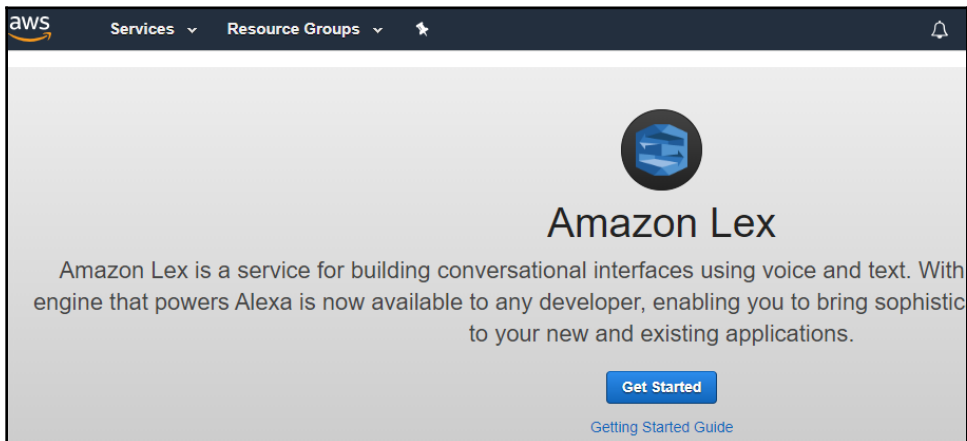 aws
Services Resource Groups
Amazon Lex
Amazon Lex is a service for building conversational interfaces using voice and text. With
engine that powers Alexa is now available to any developer, enabling you to bring sophistic
to your new and existing applications.
Get Started
Getting Started Guide